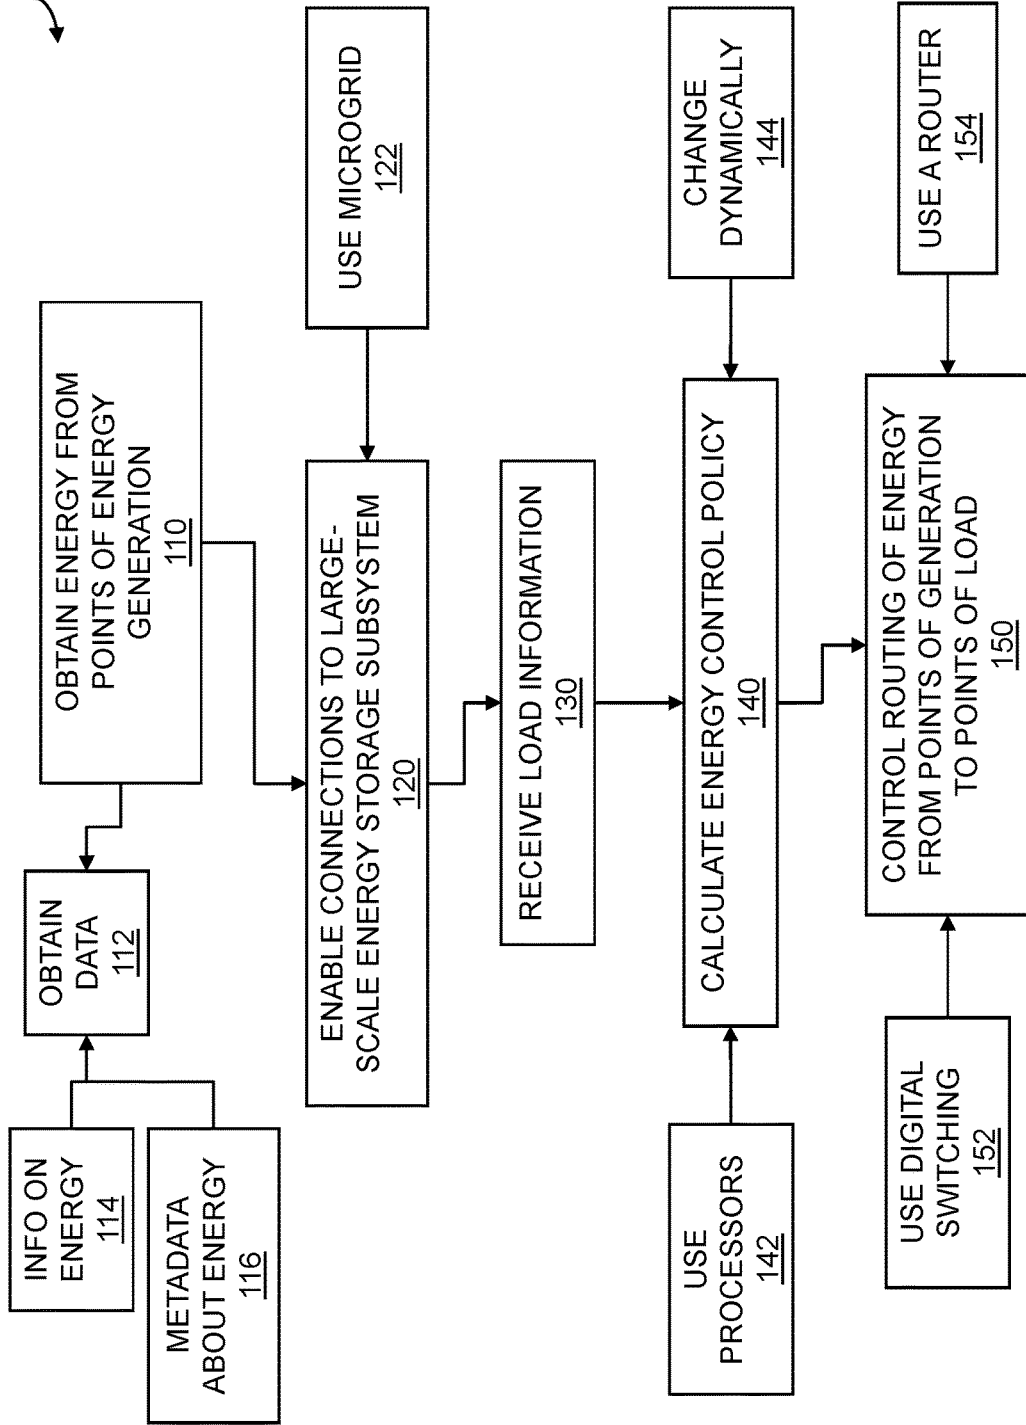 INFO ON
ENERGY
114
METADATA
ABOUT ENERGY
116
OBTAIN
DATA
112
OBTAIN ENERGY FROM
POINTS OF ENERGY
GENERATION
110
ENABLE CONNECTIONS TO LARGE-
SCALE ENERGY STORAGE SUBSYSTEM
120
USE MICROGRID
122
RECEIVE LOAD INFORMATION
130
USE
PROCESSORS
142
CALCULATE ENERGY CONTROL POLICY
140
CHANGE
DYNAMICALLY
144
USE DIGITAL
SWITCHING
152
CONTROL ROUTING OF ENERGY
FROM POINTS OF GENERATION
TO POINTS OF LOAD
150
USE A ROUTER
154